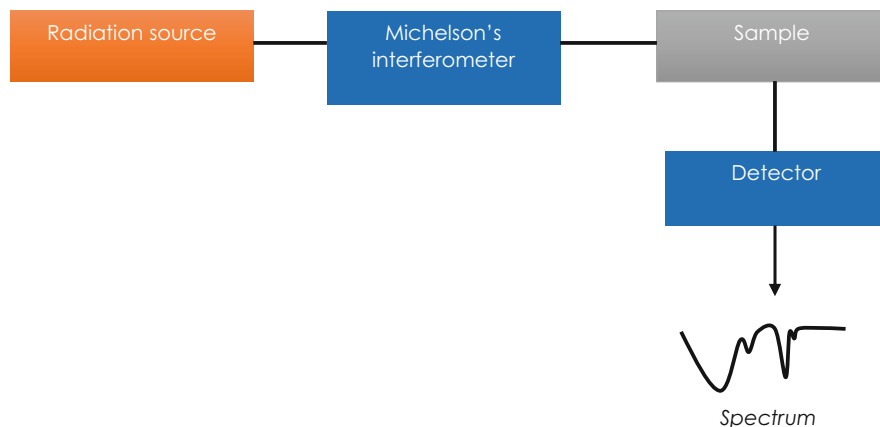 Radiation source
Michelson's
interferometer
Sample
Detector
Spectrum